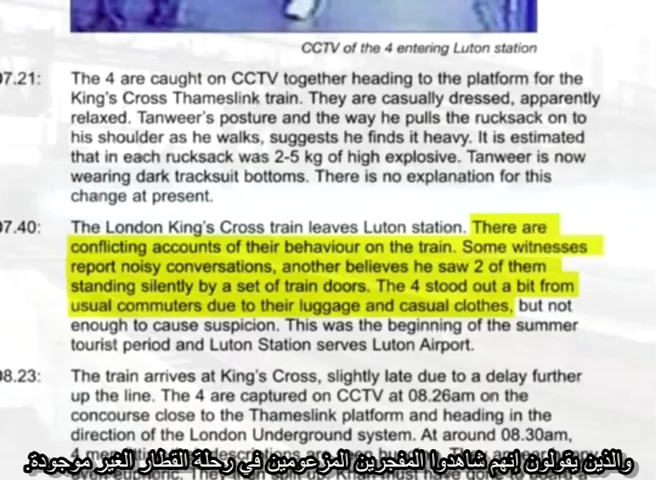 CCTV of the 4 entering Luton station
07.21: The 4 are caught on CCTV together heading to the platform for the
King's Cross Thameslink train. They are casually dressed, apparently
relaxed. Tanweer's posture and the way he pulls the rucksack on to
his shoulder as he walks, suggests he finds it heavy. It is estimated
that in each rucksack was 2-5 kg of high explosive. Tanweer is now
wearing dark tracksuit bottoms. There is no explanation for this
change at present.
07.40: The London King's Cross train leaves Luton station. There are
conflicting accounts of their behaviour on the train. Some witnesses
report noisy conversations, another believes he saw 2 of them
standing silently by a set of train doors. The 4 stood out a bit from
usual commuters due to their luggage and casual clothes, but not
enough to cause suspicion. This was the beginning of the summer
tourist period and Luton Station serves Luton Airport.
08.23: The train arrives at King's Cross, slightly late due to a delay further
up the line. The 4 are captured on CCTV at 08.26am on the
concourse close to the Thameslink platform and heading in the
direction of the London Underground system. At around 08.30am,
والذين يقولون إنهم شاهدوا المفجرين المزعومين في رحلة القطار الغير موجودة.